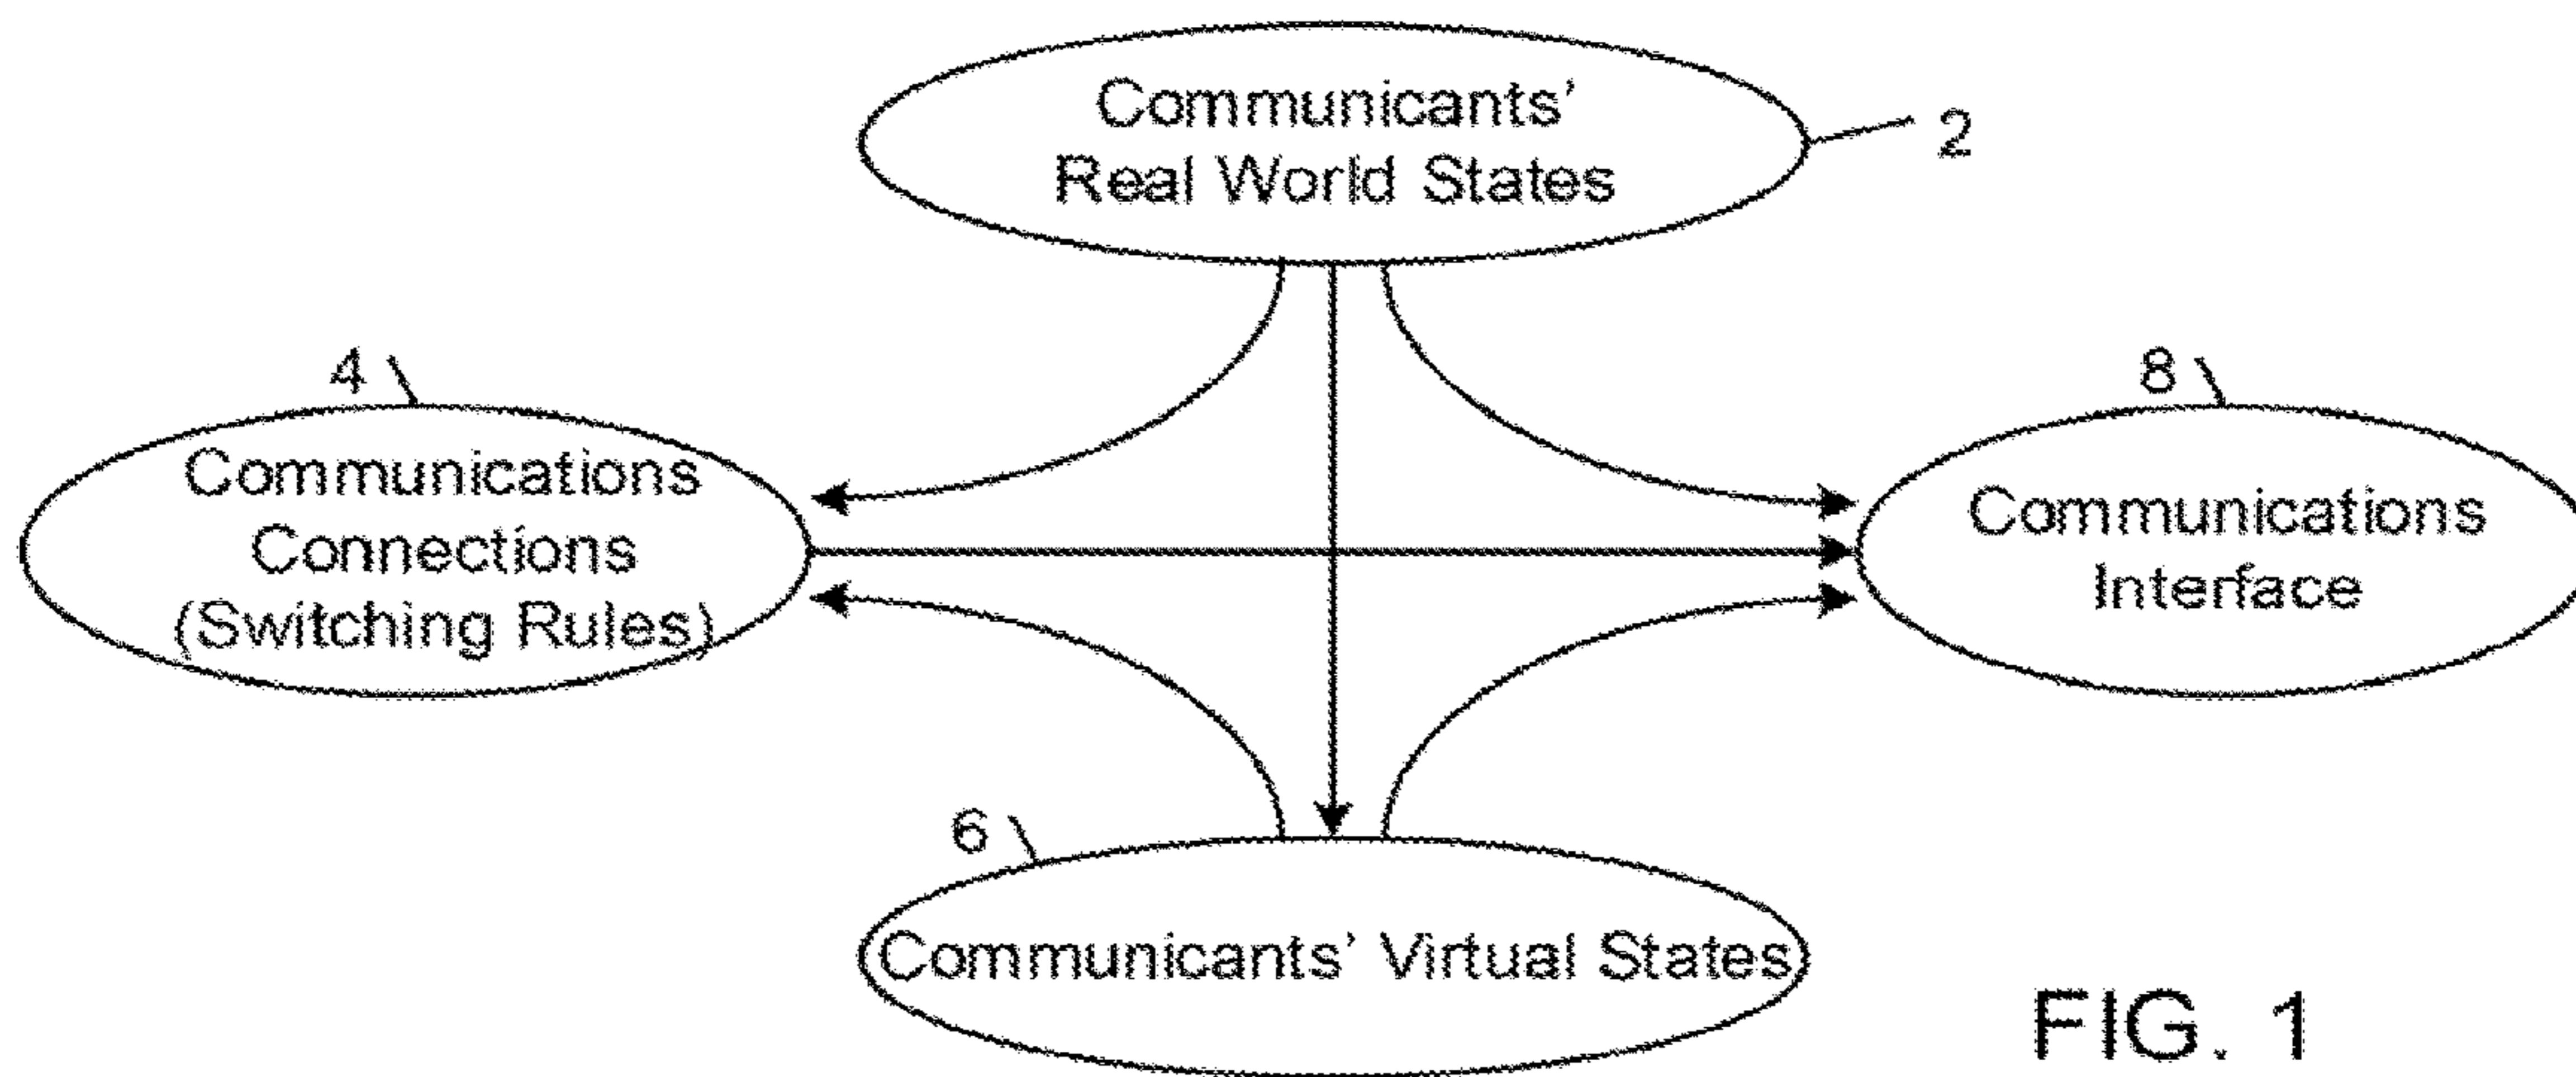 Communicants’
Real World States
2
4
Communications
Connections
(Switching Rules)
8
Communications
Interface
6
Communicants’ Virtual States
FIG. 1